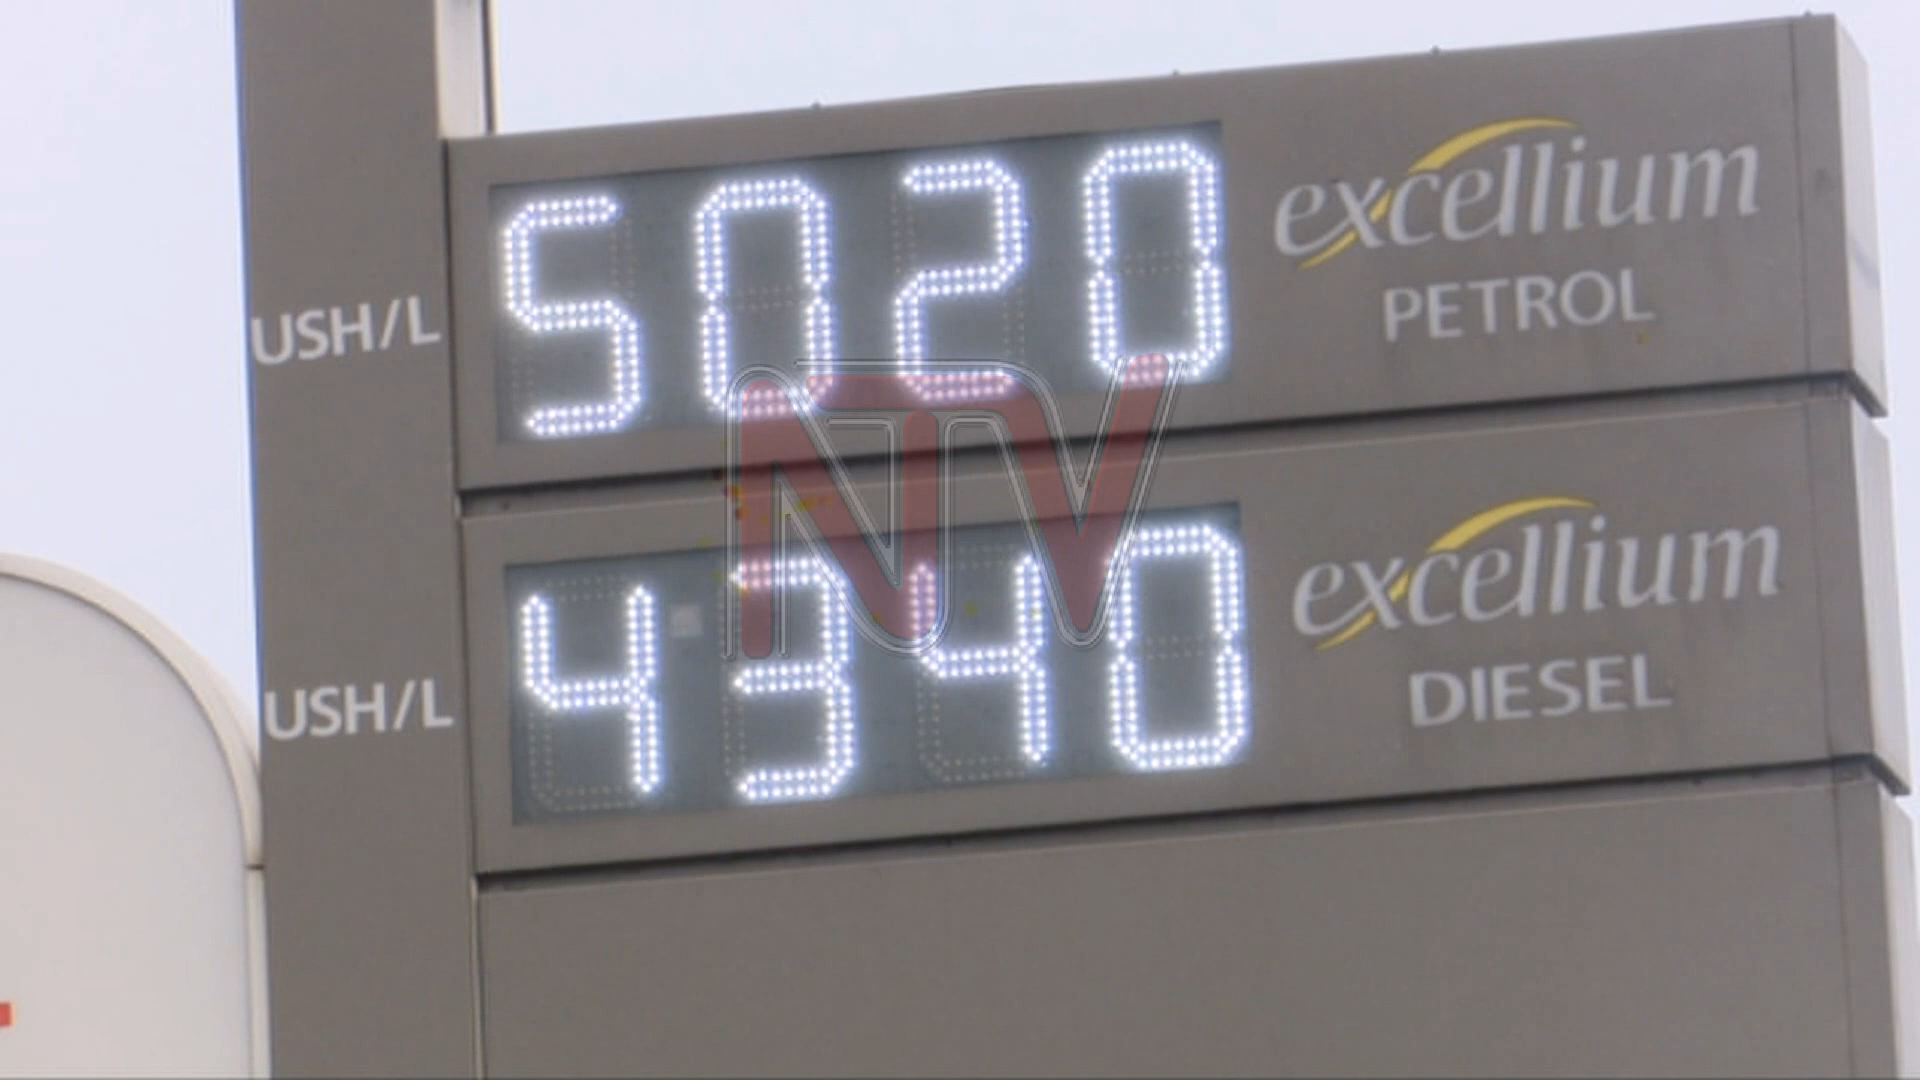 USH/L 5020 excellium
PETROL
NTV
USH/L 4340 excellium
DIESEL